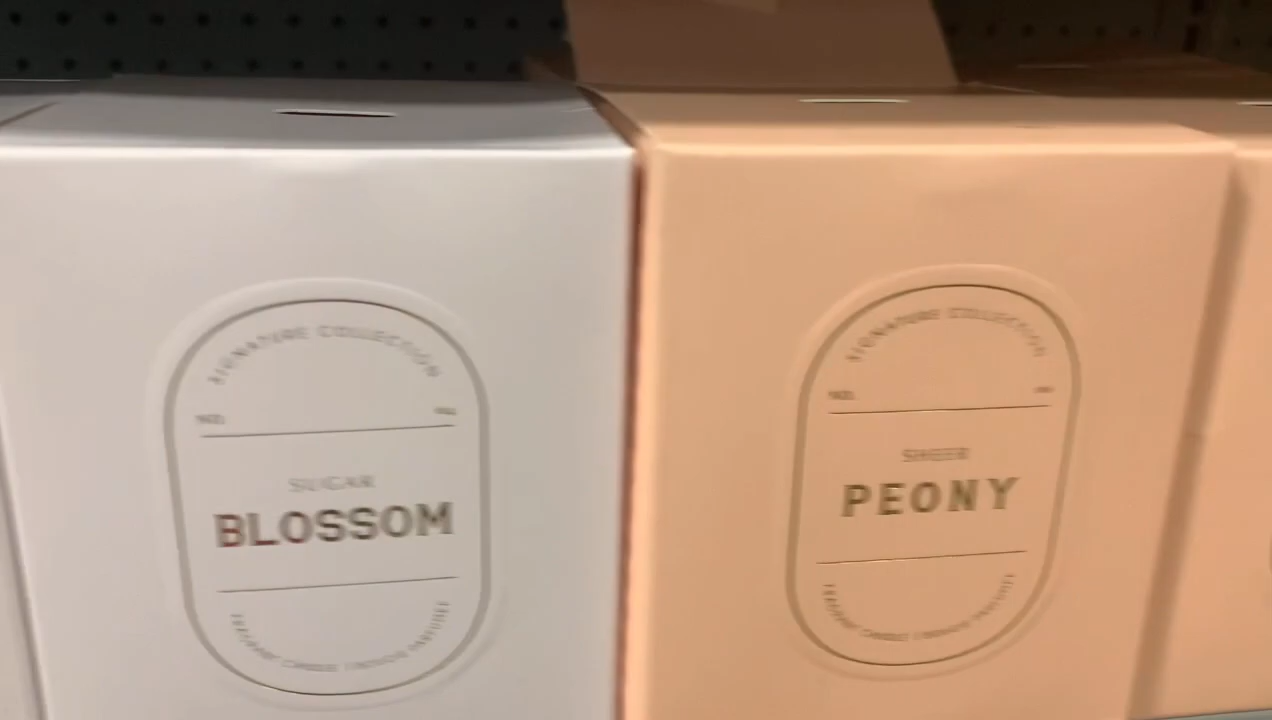 SIGNATURE COLLECTION
NO.
SUGAR
BLOSSOM
SIGNATURE COLLECTION
NO.
SHEER
PEONY